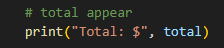 # total appear
print("Total: $", total)